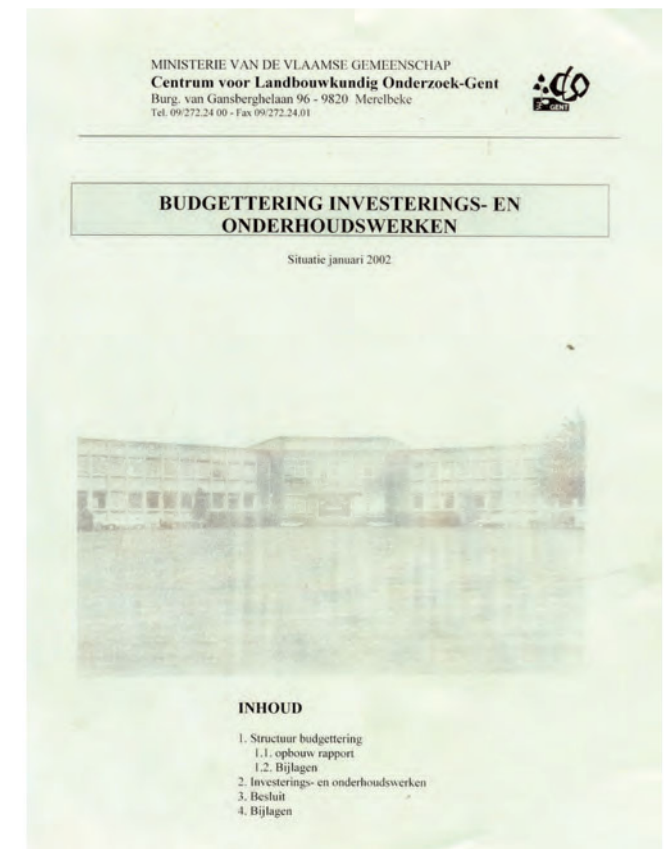 MINISTERIE VAN DE VLAAMSE GEMEENSCHAP
Centrum voor Landbouwkundig Onderzoek-Gent
Burg. van Gansberghelaan 96 - 9820 Merelbeke
Tel. 09/272.24 00 - Fax 09/272.24.01
clo
GENT
BUDGETTERING INVESTERINGS- EN
ONDERHOUDSWERKEN
Situatie januari 2002
INHOUD
1. Structuur budgettering
1.1. opbouw rapport
1.2. Bijlagen
2. Investerings- en onderhoudswerken
3. Besluit
4. Bijlagen